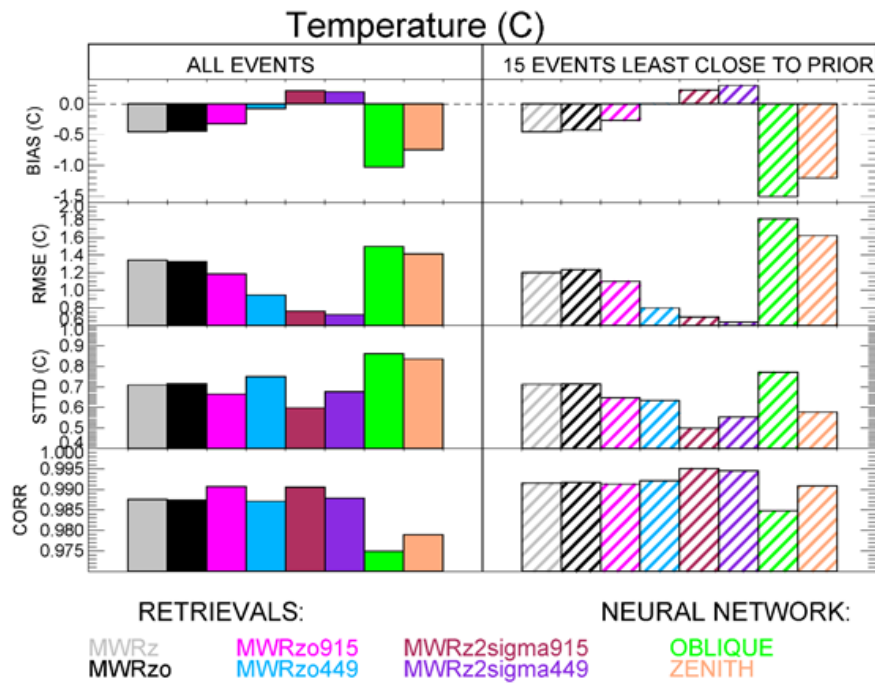 Temperature (C)
ALL EVENTS
15 EVENTS LEAST CLOSE TO PRIOR
BIAS (C)
0.0
-0.5
-1.0
-1.5
RMSE (C)
2.0
1.8
1.6
1.4
1.2
1.0
0.8
0.6
STTD (C)
1.0
0.9
0.8
0.7
0.6
0.5
0.4
CORR
1.000
0.995
0.990
0.985
0.980
0.975
RETRIEVALS:
NEURAL NETWORK:
MWRz MWRzo915 MWRz2sigma915 OBLIQUE
MWRzo MWRzo449 MWRz2sigma449 ZENITH